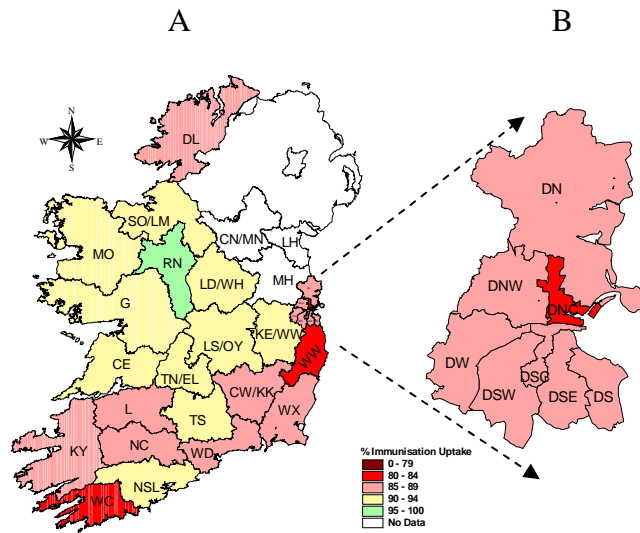 A
B
N
W E
S
DL
SO/LM
MO
RN
CN/MN
LH
MH
LD/WH
G
KE/WW
LS/OY
WW
CE
TN/EL
CW/KK
L
TS
WX
KY
NC
WD
NSL
WC
DN
DNW
DNC
DW
DSC
DSW
DSE
DS
% Immunisation Uptake
0 - 79
80 - 84
85 - 89
90 - 94
95 - 100
No Data